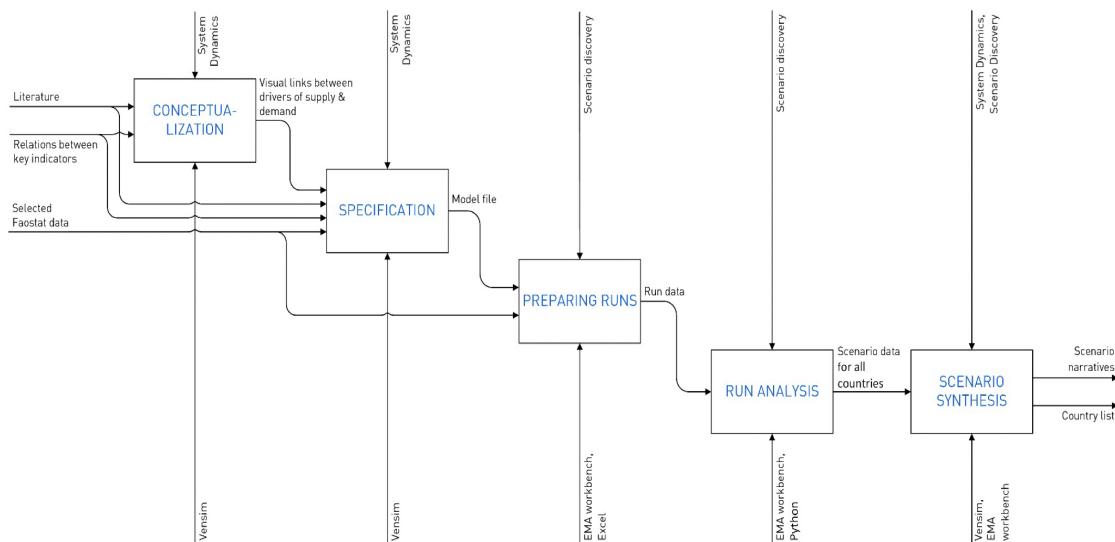 System
Dynamics
System
Dynamics
Scenario discovery
Scenario discovery
System Dynamics,
Scenario Discovery
Literature
Relations between
key indicators
Selected
Faostat data
CONCEPTUA-
LIZATION
Visual links between
drivers of supply &
demand
SPECIFICATION
Model file
PREPARING RUNS
Run data
RUN ANALYSIS
Scenario data
for all
countries
SCENARIO
SYNTHESIS
Scenario
narratives
Country list
Vensim
Vensim
EMA workbench,
Excel
EMA workbench,
Python
Vensim,
EMA
workbench